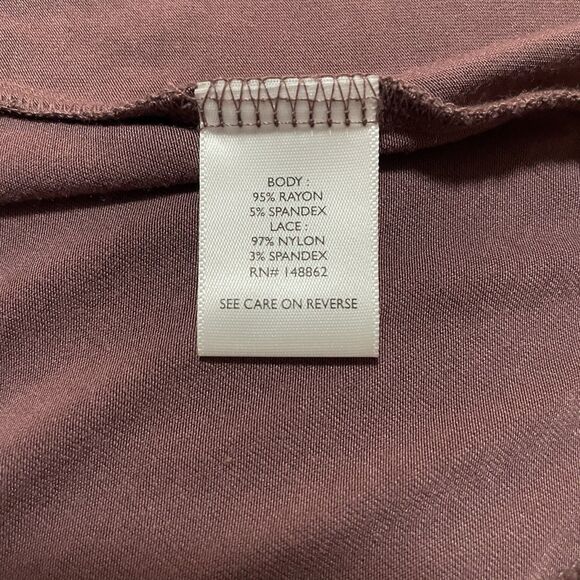 BODY :
95% RAYON
5% SPANDEX
LACE :
97% NYLON
3% SPANDEX
RN# 148862
SEE CARE ON REVERSE